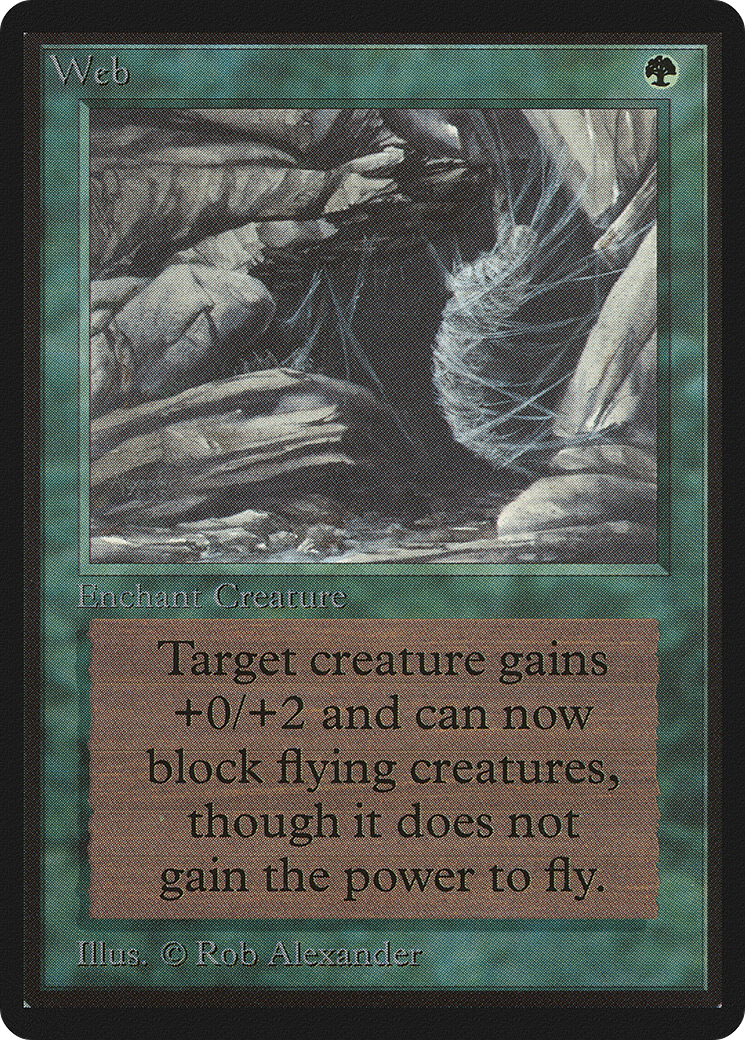 Web
Enchant Creature
Target creature gains
+0/+2 and can now
block flying creatures,
though it does not
gain the power to fly.
Illus. © Rob Alexander